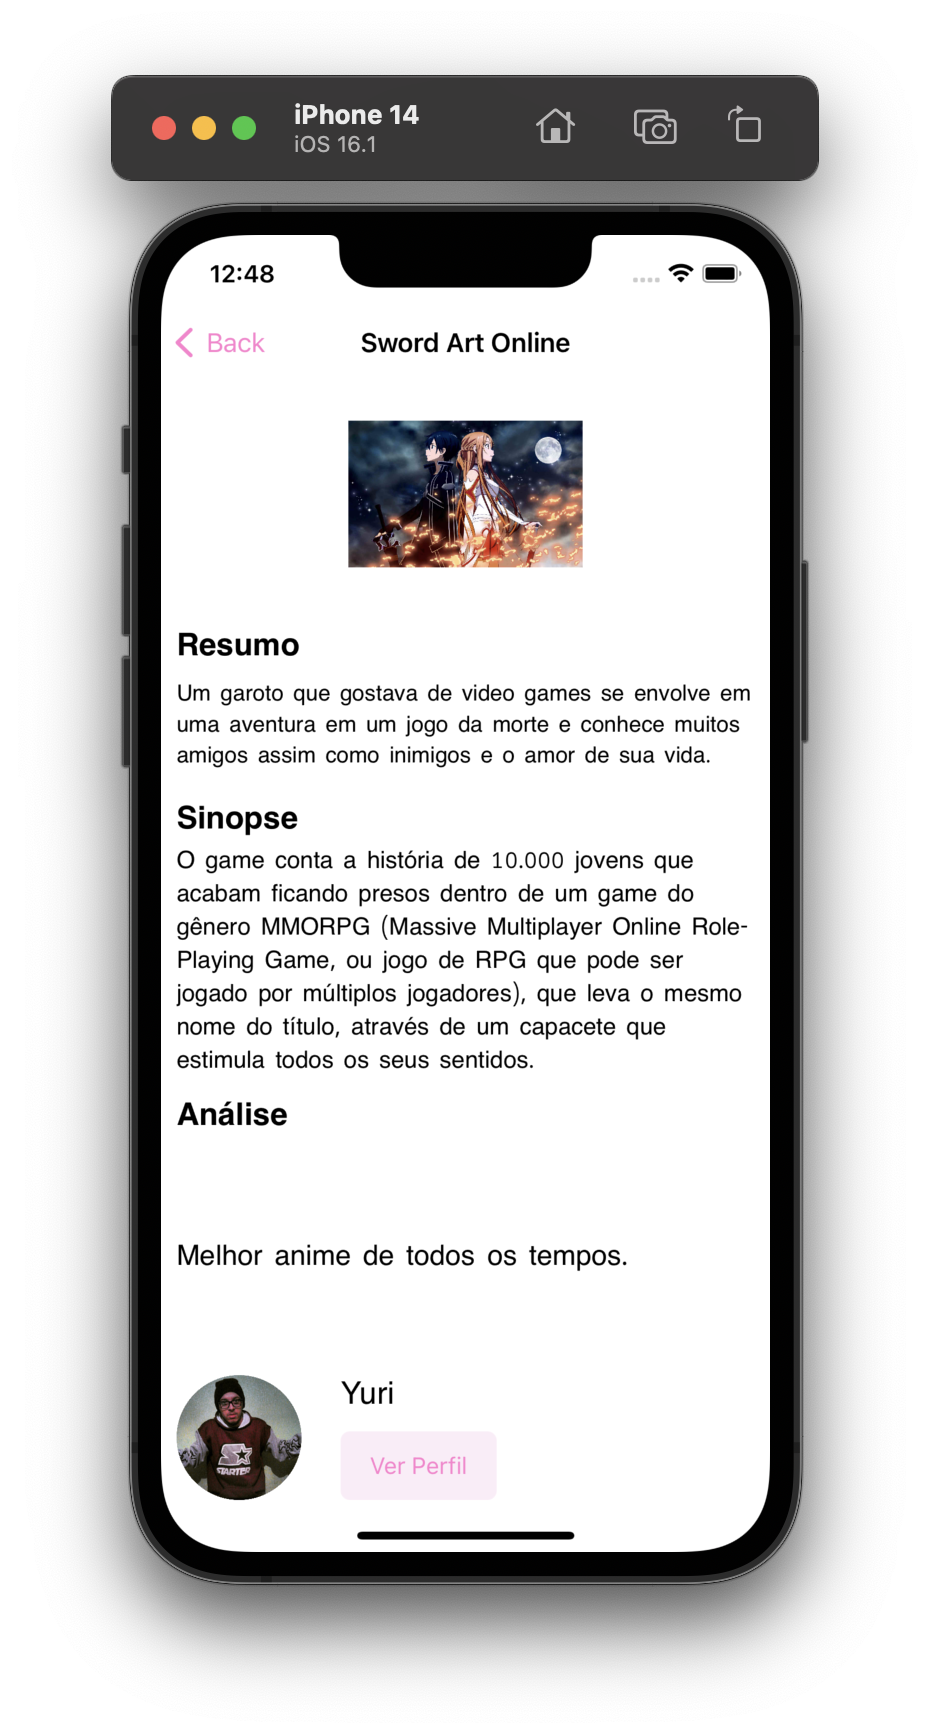 iPhone 14
iOS 16.1
12:48
Back
Sword Art Online
Resumo
Um garoto que gostava de video games se envolve em
uma aventura em um jogo da morte e conhece muitos
amigos assim como inimigos e o amor de sua vida.
Sinopse
O game conta a história de 10.000 jovens que
acabam ficando presos dentro de um game do
gênero MMORPG (Massive Multiplayer Online Role-
Playing Game, ou jogo de RPG que pode ser
jogado por múltiplos jogadores), que leva o mesmo
nome do título, através de um capacete que
estimula todos os seus sentidos.
Análise
Melhor anime de todos os tempos.
Yuri
STARTER
Ver Perfil